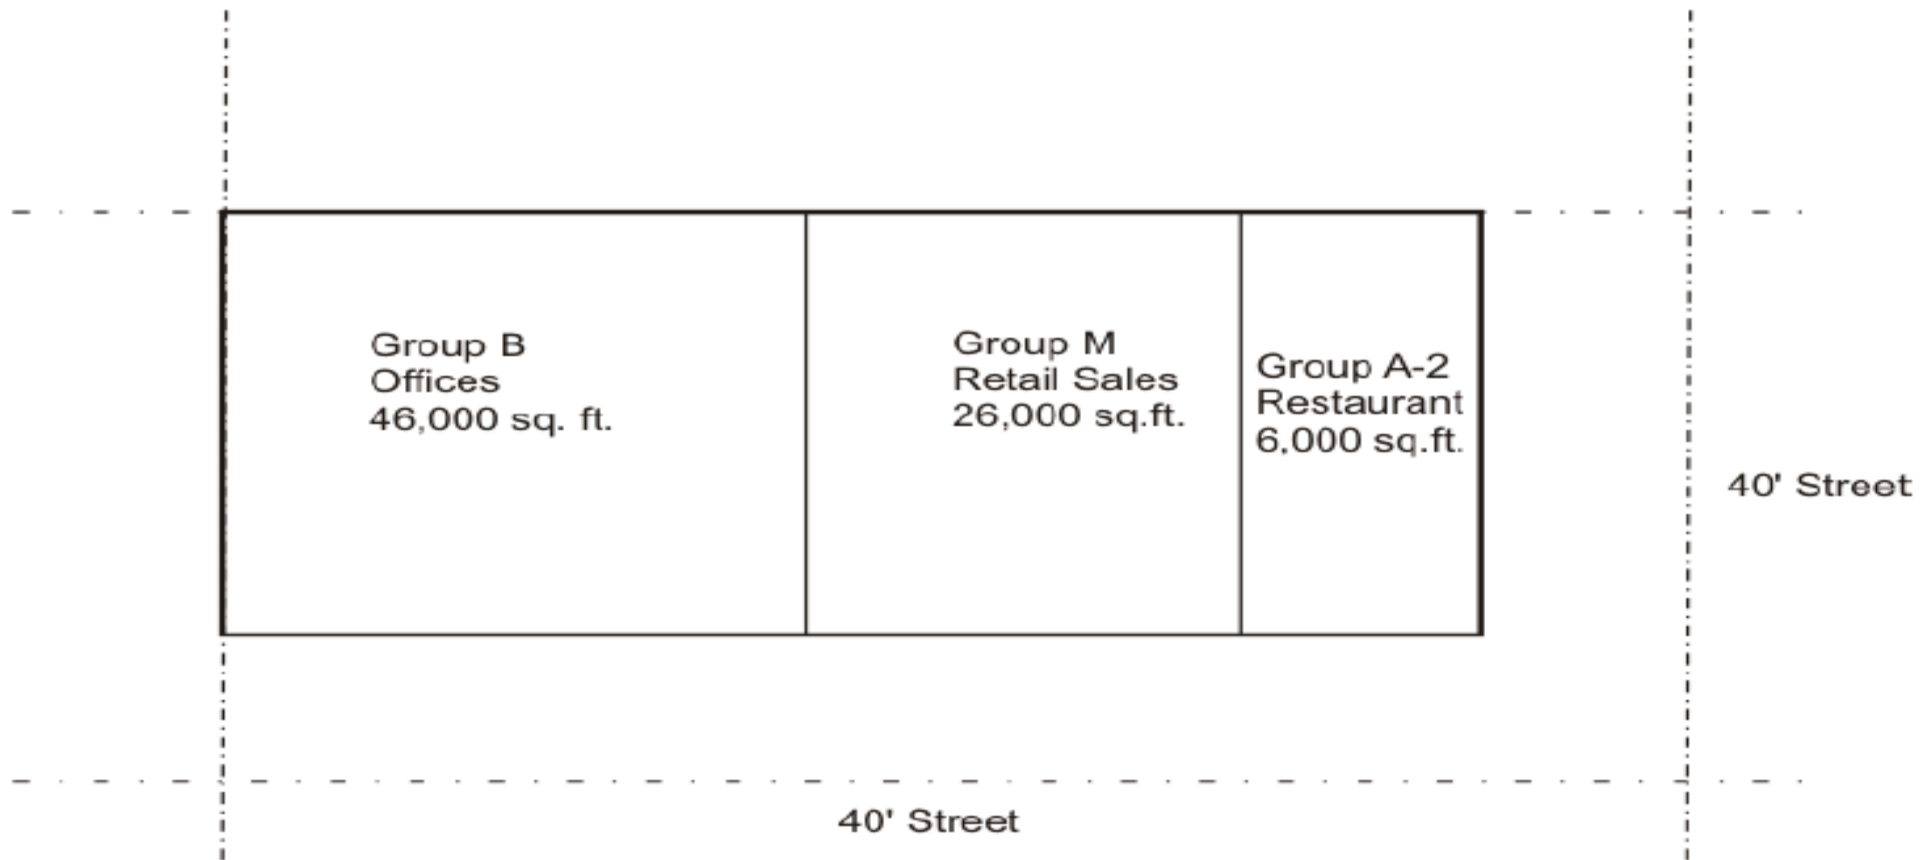 Group B
Offices
46,000 sq. ft.
Group M
Retail Sales
26,000 sq.ft.
Group A-2
Restaurant
6,000 sq.ft.
40' Street
40' Street